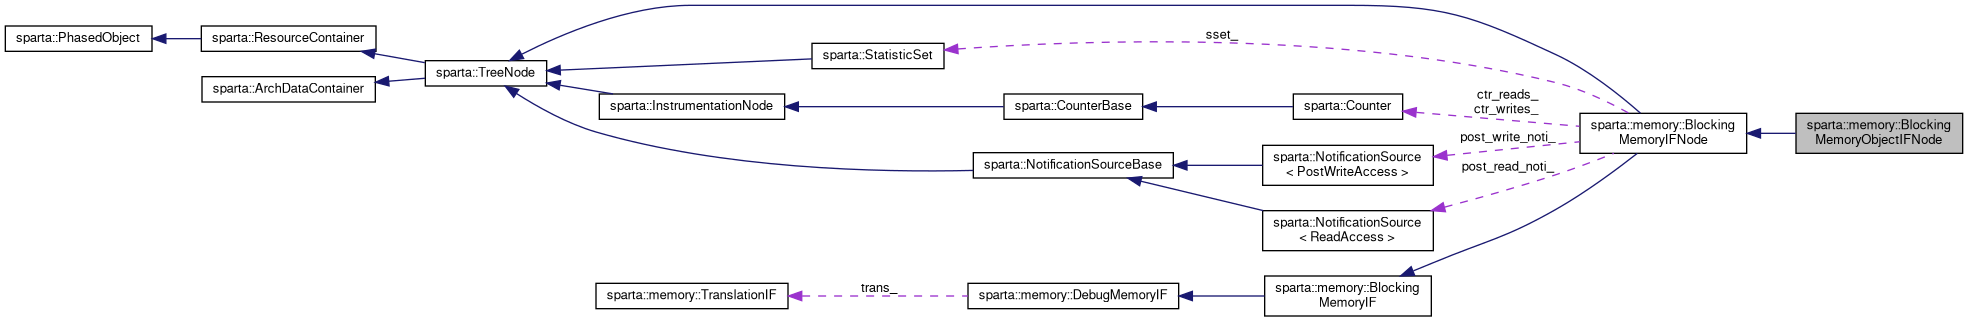 sparta::PhasedObject
sparta::ResourceContainer
sparta::ArchDataContainer
sparta::TreeNode
sparta::StatisticSet
sset_
sparta::InstrumentationNode
sparta::CounterBase
sparta::Counter
ctr_reads_
ctr_writes_
sparta::memory::Blocking
MemoryIFNode
sparta::memory::Blocking
MemoryObjectIFNode
post_write_noti_
sparta::NotificationSourceBase
sparta::NotificationSource
< PostWriteAccess >
post_read_noti_
sparta::NotificationSource
< ReadAccess >
sparta::memory::TranslationIF
trans_
sparta::memory::DebugMemoryIF
sparta::memory::Blocking
MemoryIF